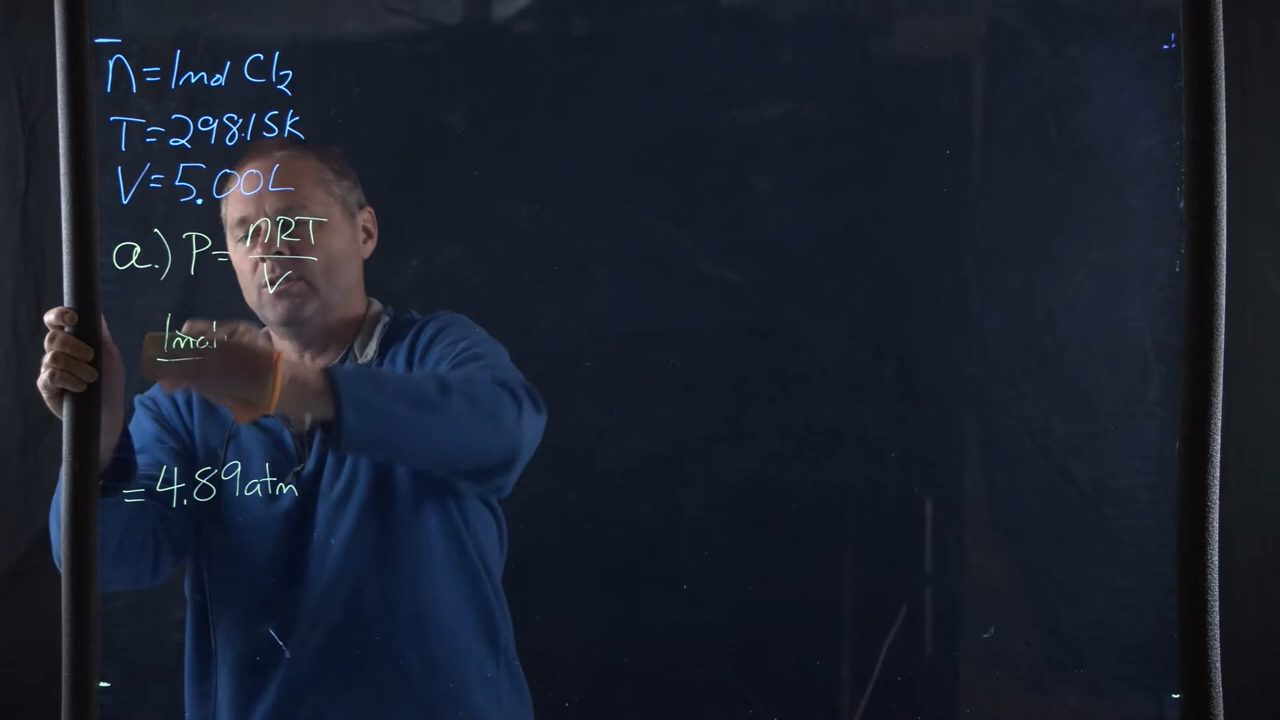 n=1mol Cl₂
T=298.15K
V=5.00L
a.) P=nRT/V
1mol
=4.89atm